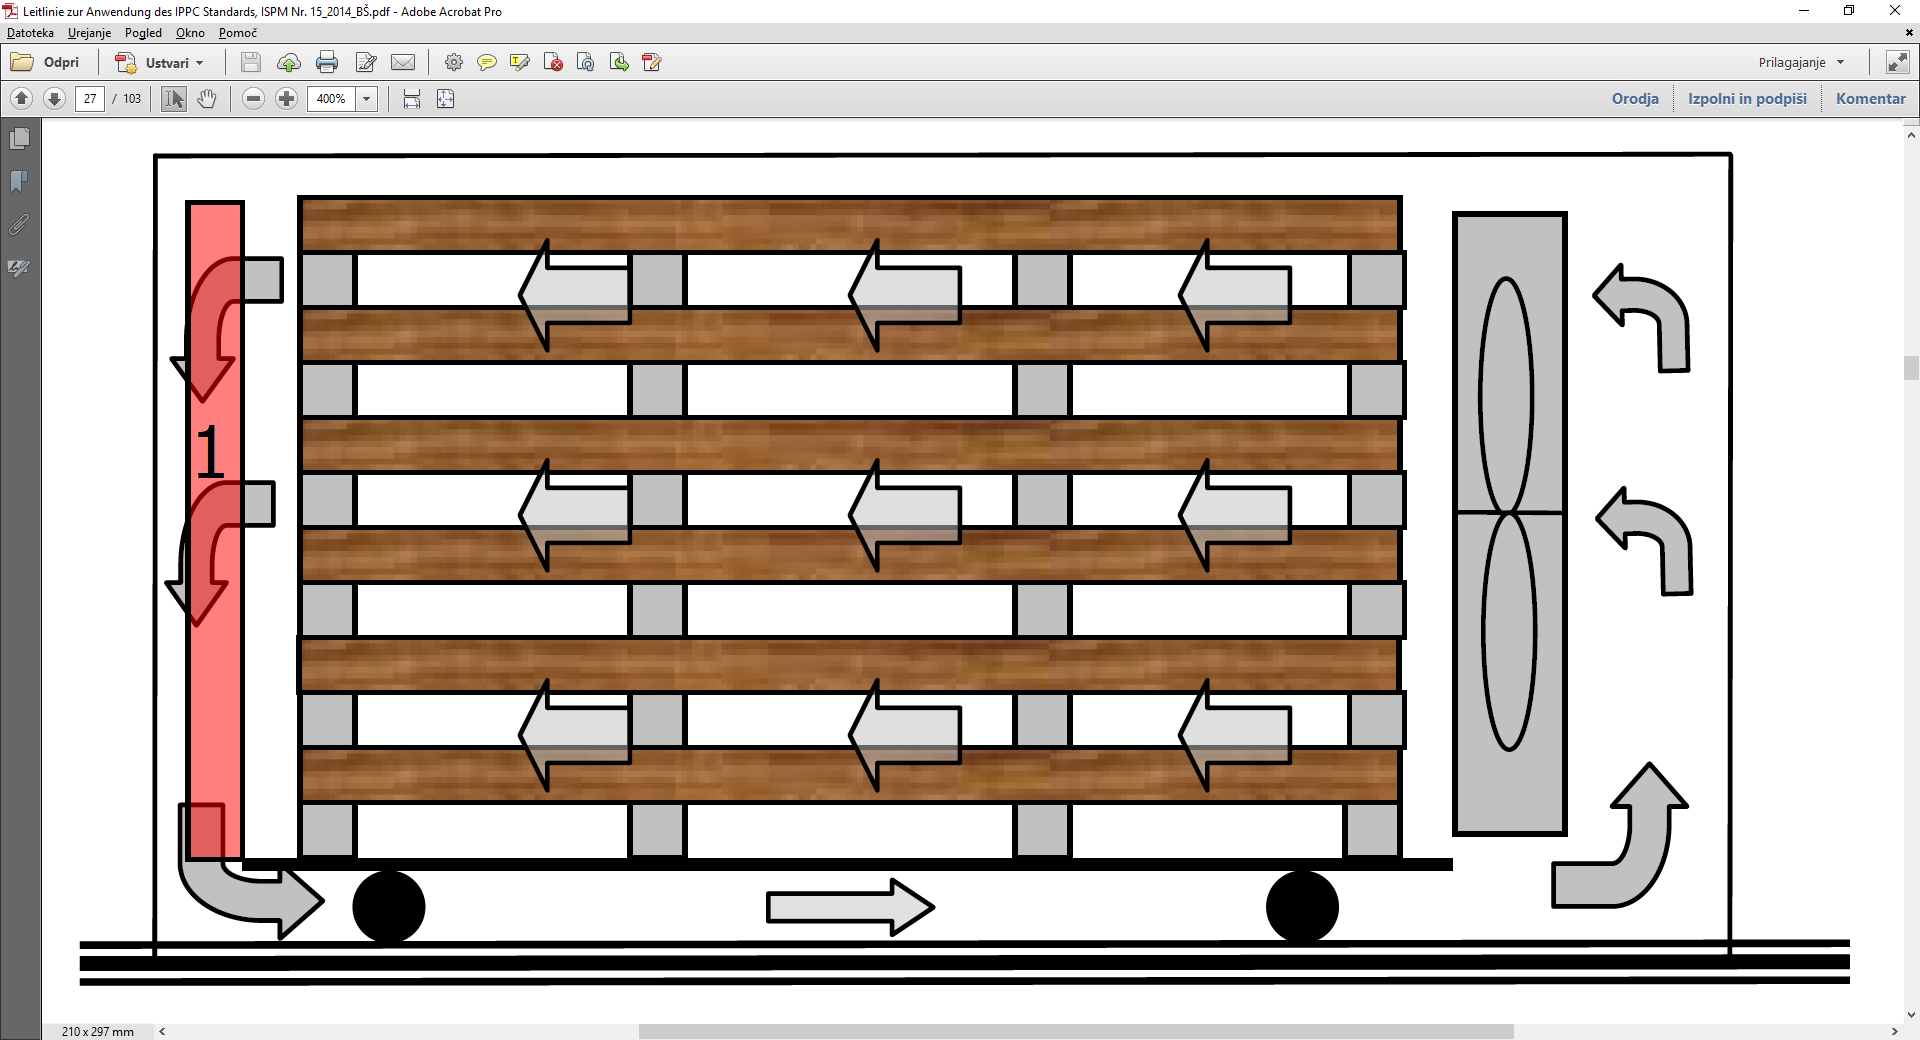 Leitlinie zur Anwendung des IPPC Standards, ISPM Nr. 15_2014_BŠ.pdf - Adobe Acrobat Pro
Datoteka Urejanje Pogled Okno Pomoč
Odpri Ustvari Prilagajanje
27 / 103 400% Orodja Izpolni in podpiši Komentar
1
210 x 297 mm